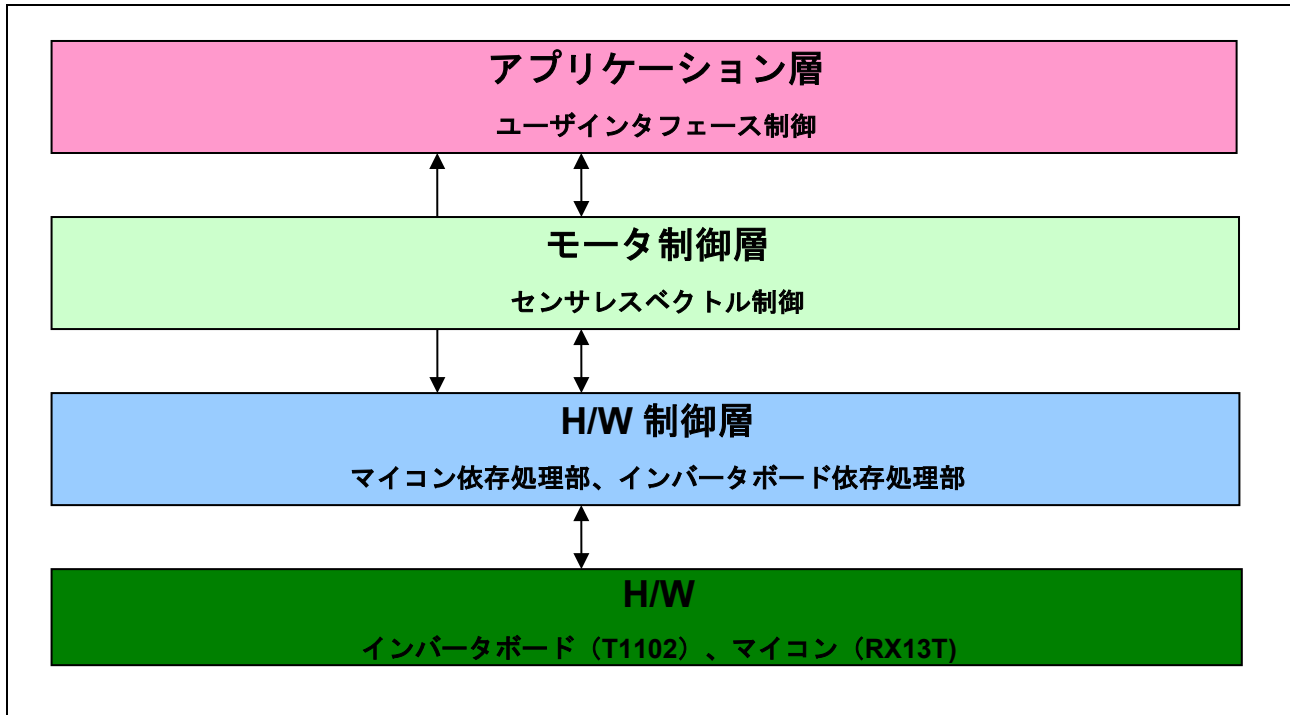 アプリケーション層
ユーザインタフェース制御
モータ制御層
センサレスベクトル制御
H/W 制御層
マイコン依存処理部、インバータボード依存処理部
H/W
インバータボード（T1102）、マイコン（RX13T)